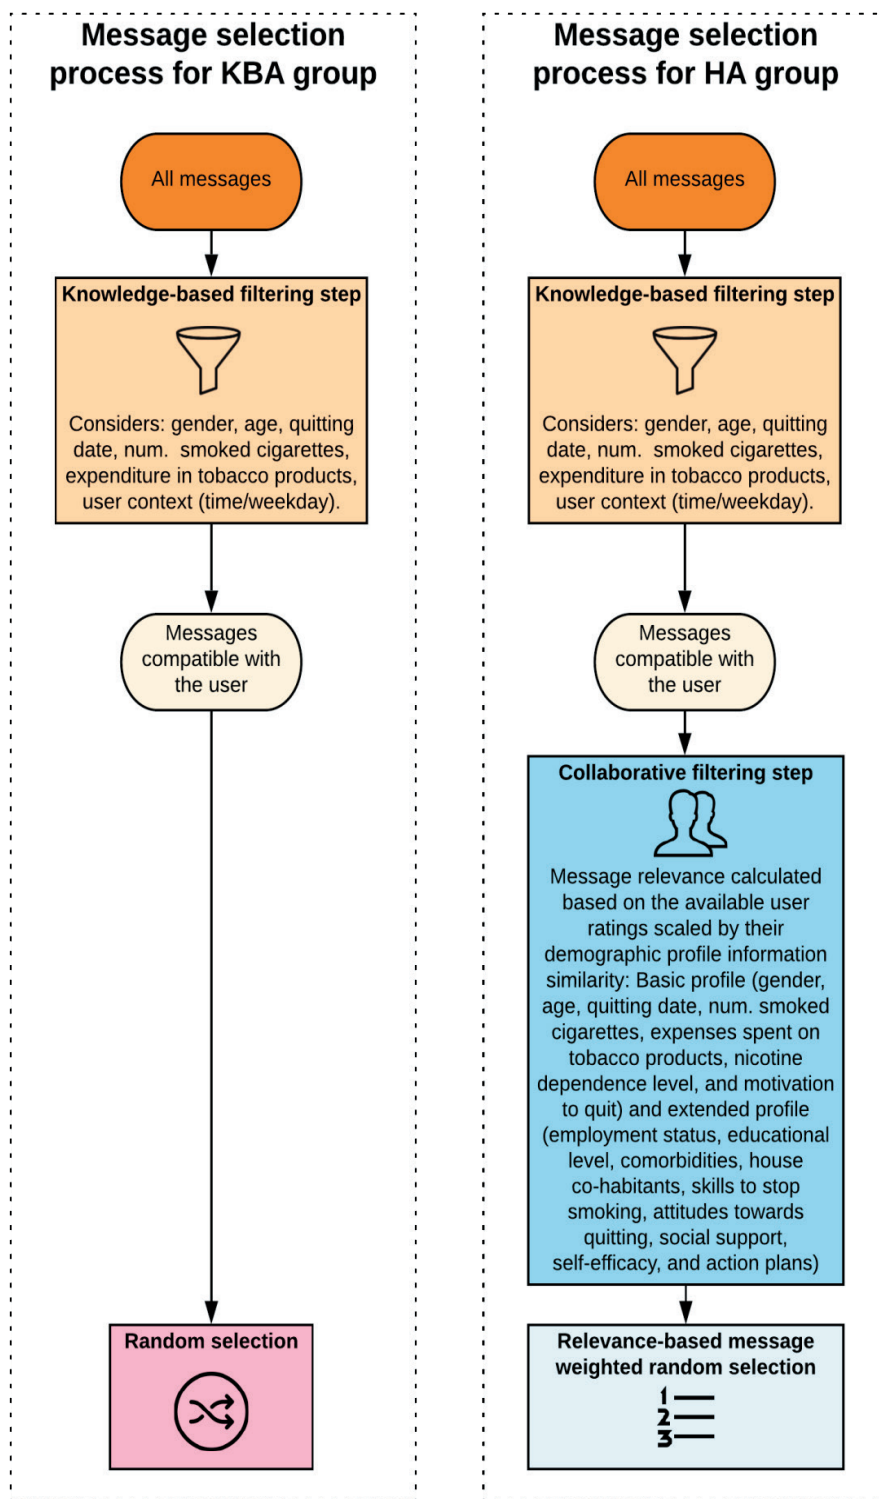 Message selection
process for KBA group
All messages
Knowledge-based filtering step
Considers: gender, age, quitting
date, num.  smoked cigarettes,
expenditure in tobacco products,
user context (time/weekday).
Messages
compatible with
the user
Random selection
Message selection
process for HA group
All messages
Knowledge-based filtering step
Considers: gender, age, quitting
date, num.  smoked cigarettes,
expenditure in tobacco products,
user context (time/weekday).
Messages
compatible with
the user
Collaborative filtering step
Message relevance calculated
based on the available user
ratings scaled by their
demographic profile information
similarity: Basic profile (gender,
age, quitting date, num. smoked
cigarettes, expenses spent on
tobacco products, nicotine
dependence level, and motivation
to quit) and extended profile
(employment status, educational
level, comorbidities, house
co-habitants, skills to stop
smoking, attitudes towards
quitting, social support,
self-efficacy, and action plans)
Relevance-based message
weighted random selection
1
2
3